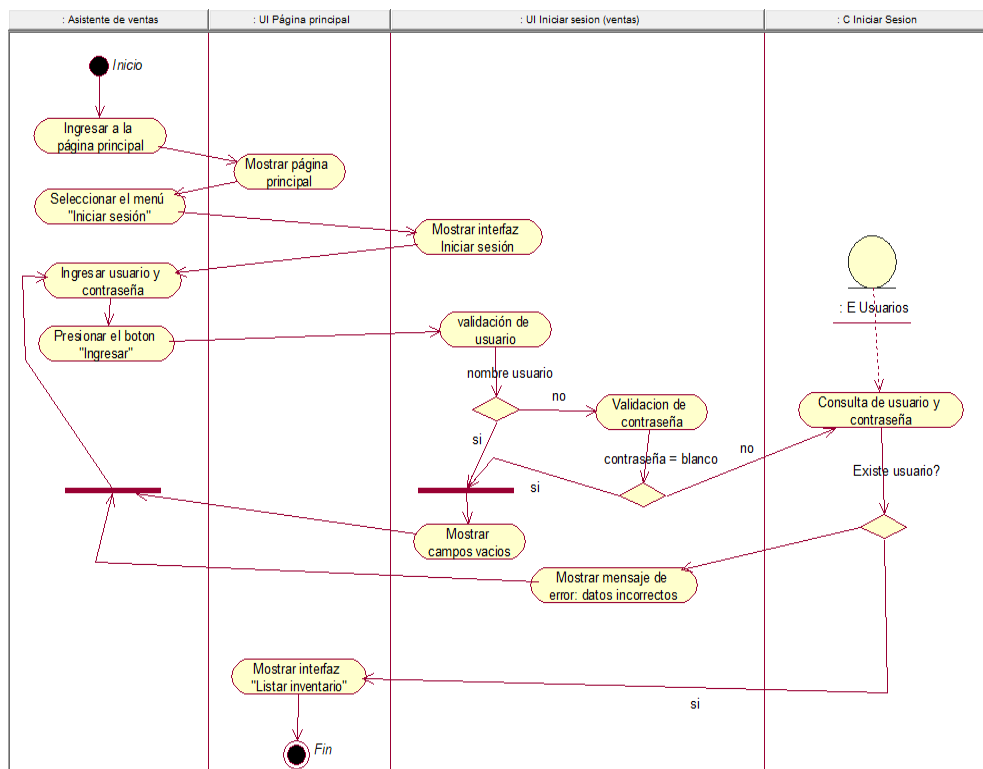 : Asistente de ventas
: UI Página principal
: UI Iniciar sesion (ventas)
: C Iniciar Sesion
Inicio
Ingresar a la
página principal
Mostrar página
principal
Seleccionar el menú
"Iniciar sesión"
Mostrar interfaz
Iniciar sesión
Ingresar usuario y
contraseña
: E Usuarios
Presionar el boton
"Ingresar"
validación de
usuario
nombre usuario
no
Validacion de
contraseña
Consulta de usuario y
contraseña
si
contraseña = blanco
no
Existe usuario?
si
Mostrar
campos vacios
Mostrar mensaje de
error: datos incorrectos
Mostrar interfaz
"Listar inventario"
si
Fin